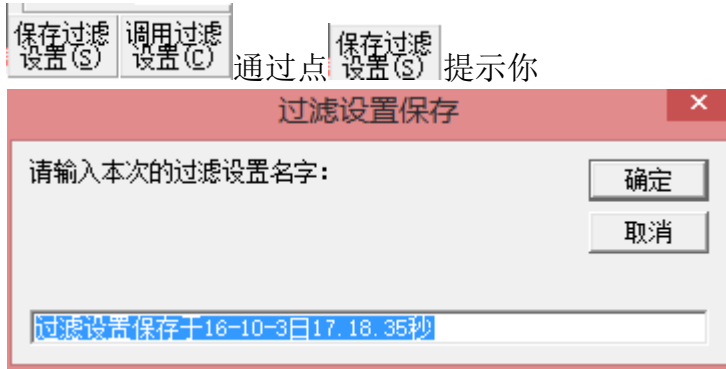 保存过滤设置(S) 调用过滤设置(C) 通过点 保存过滤设置(S) 提示你
过滤设置保存 ×
请输入本次的过滤设置名字:
确定
取消
过滤设置保存于16-10-3日17.18.35秒